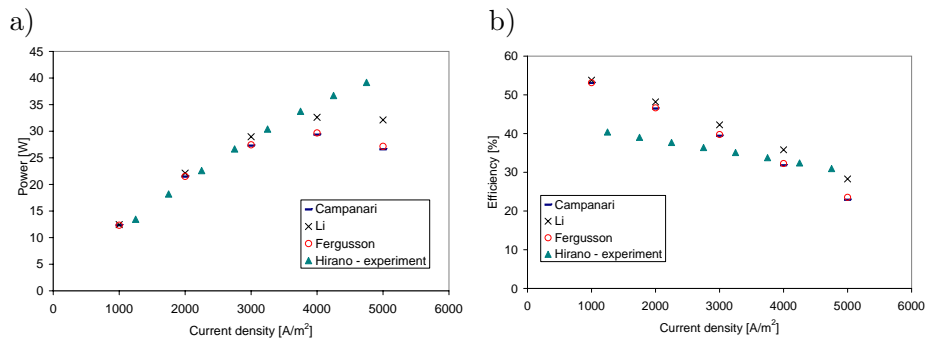 a)
45
40
35
30
25
20
15
10
5
0
Power [W]
0 1000 2000 3000 4000 5000 6000
Current density [A/m²]
Campanari
Li
Fergusson
Hirano - experiment
b)
60
50
40
30
20
10
0
Efficiency [%]
0 1000 2000 3000 4000 5000 6000
Current density [A/m²]
Campanari
Li
Fergusson
Hirano - experiment